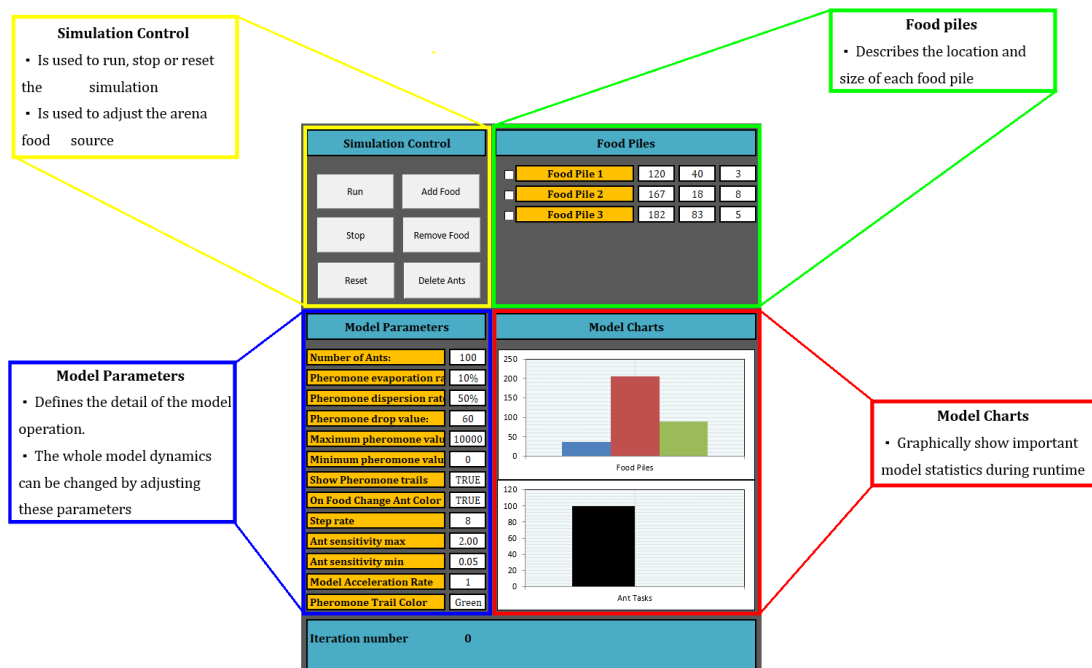 Simulation Control
▪ Is used to run, stop or reset
the simulation
▪ Is used to adjust the arena
food source
Food piles
▪ Describes the location and
size of each food pile
Simulation Control
Run
Add Food
Stop
Remove Food
Reset
Delete Ants
Food Piles
Food Pile 1 120 40 3
Food Pile 2 167 18 8
Food Pile 3 182 83 5
Model Parameters
▪ Defines the detail of the model
operation.
▪ The whole model dynamics
can be changed by adjusting
these parameters
Model Parameters
Number of Ants: 100
Pheromone evaporation ra 10%
Pheromone dispersion rat 50%
Pheromone drop value: 60
Maximum pheromone valu 10000
Minimum pheromone valu 0
Show Pheromone trails TRUE
On Food Change Ant Color TRUE
Step rate 8
Ant sensitivity max 2.00
Ant sensitivity min 0.05
Model Acceleration Rate 1
Pheromone Trail Color Green
Model Charts
250
200
150
100
50
0
Food Piles
120
100
80
60
40
20
0
Ant Tasks
Model Charts
▪ Graphically show important
model statistics during runtime
Iteration number 0